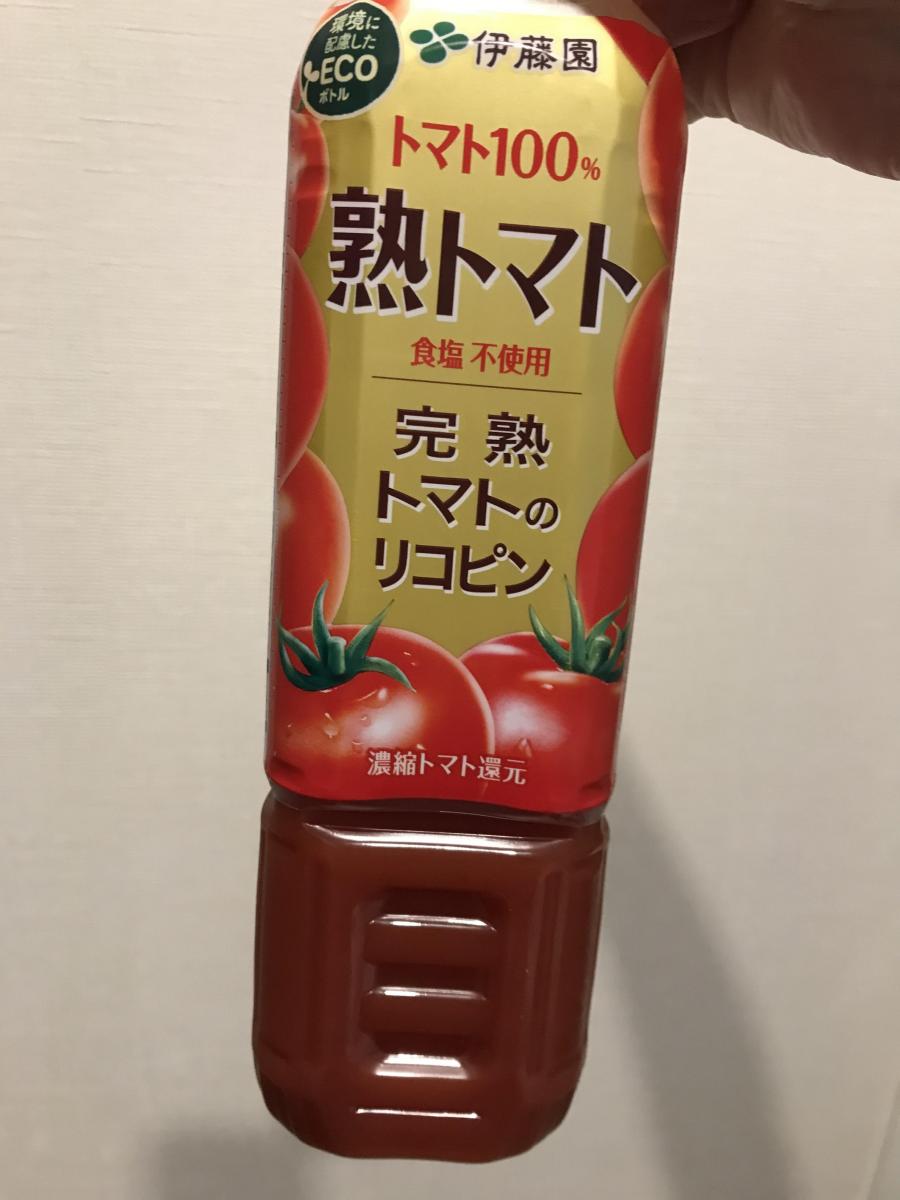 環境に
配慮した
ECO
ボトル
伊藤園
トマト100%
熟トマト
食塩 不使用
完熟
トマトの
リコピン
濃縮トマト還元